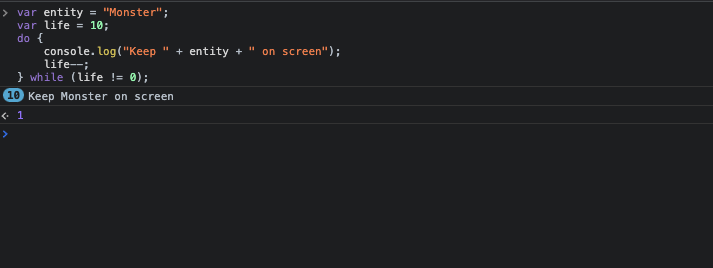 > var entity = "Monster";
var life = 10;
do {
    console.log("Keep " + entity + " on screen");
    life--;
} while (life != 0);
10 Keep Monster on screen
<· 1
>